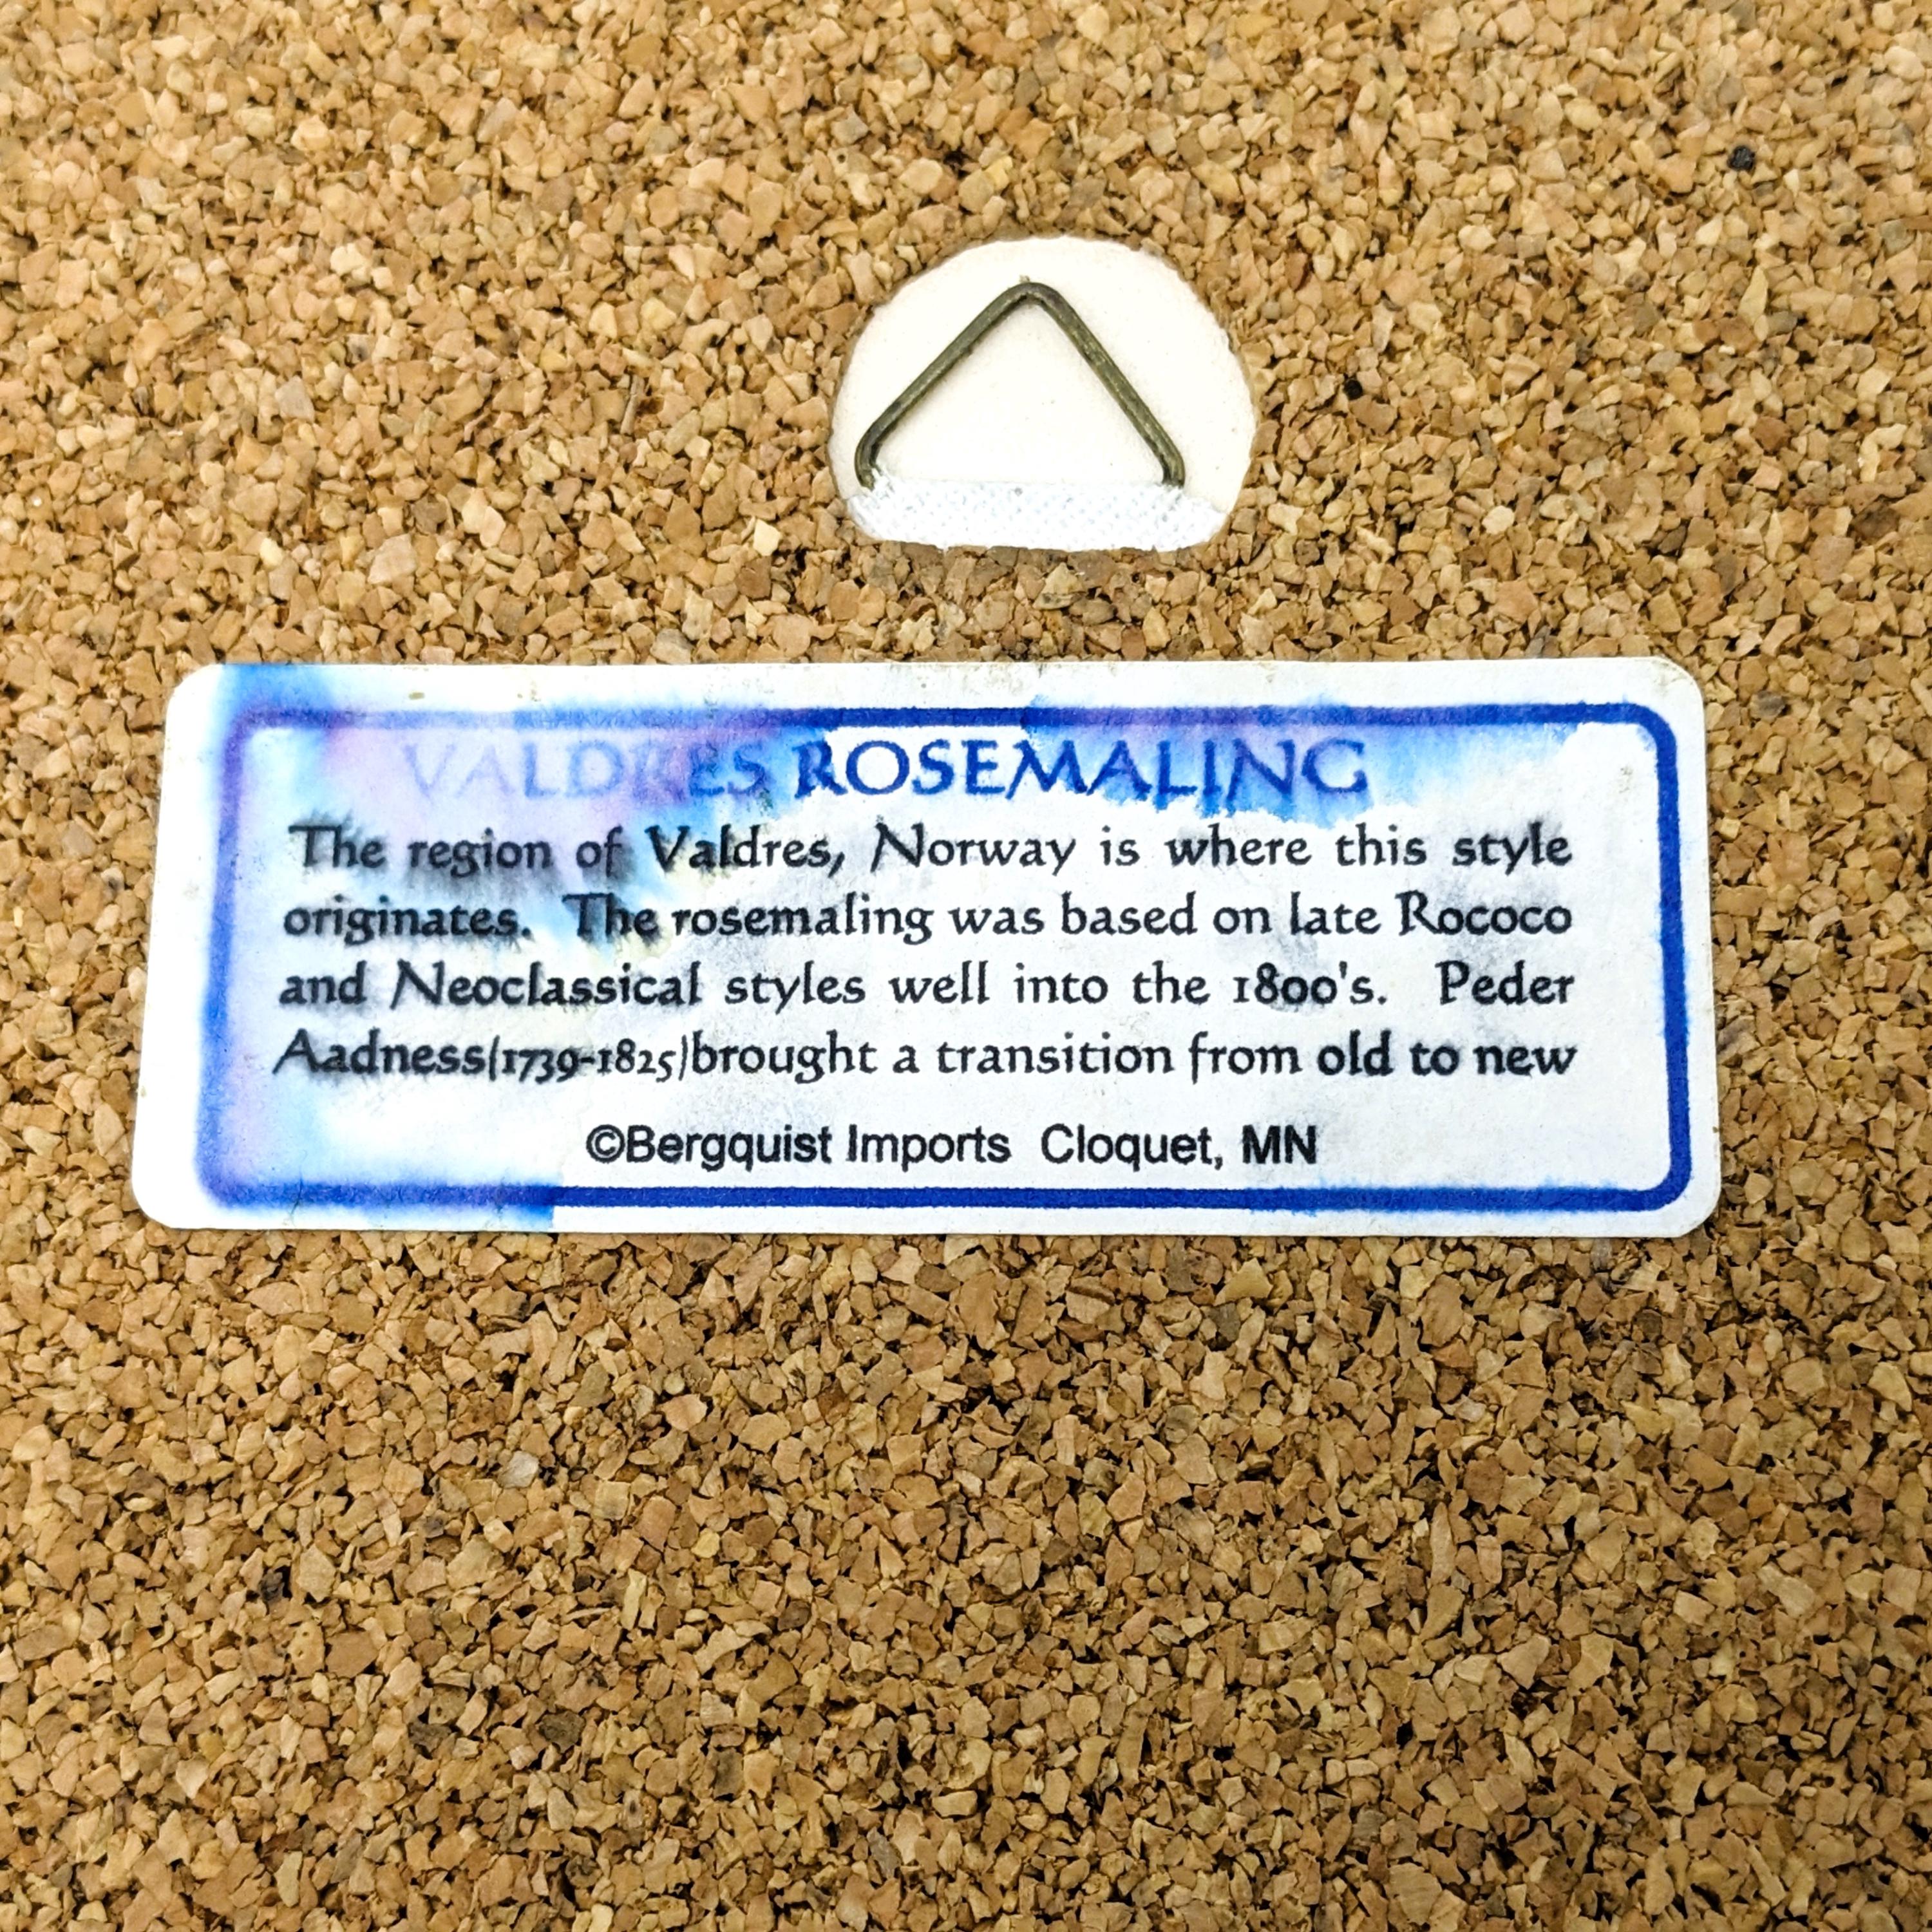 VALDRES ROSEMALING
The region of Valdres, Norway is where this style
originates. The rosemaling was based on late Rococo
and Neoclassical styles well into the 1800's. Peder
Aadness(1739-1825)brought a transition from old to new
©Bergquist Imports Cloquet, MN